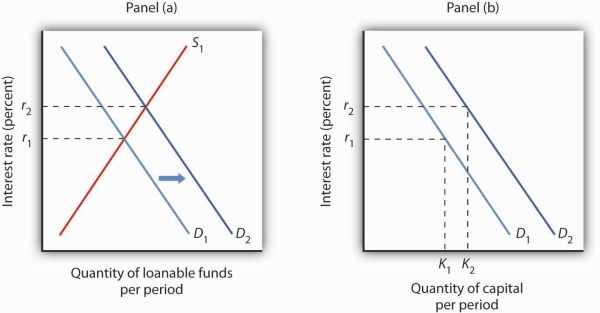 Panel (a)
Interest rate (percent)
S1
r2
r1
D1
D2
Quantity of loanable funds
per period
Panel (b)
Interest rate (percent)
r2
r1
D1
D2
K1
K2
Quantity of capital
per period